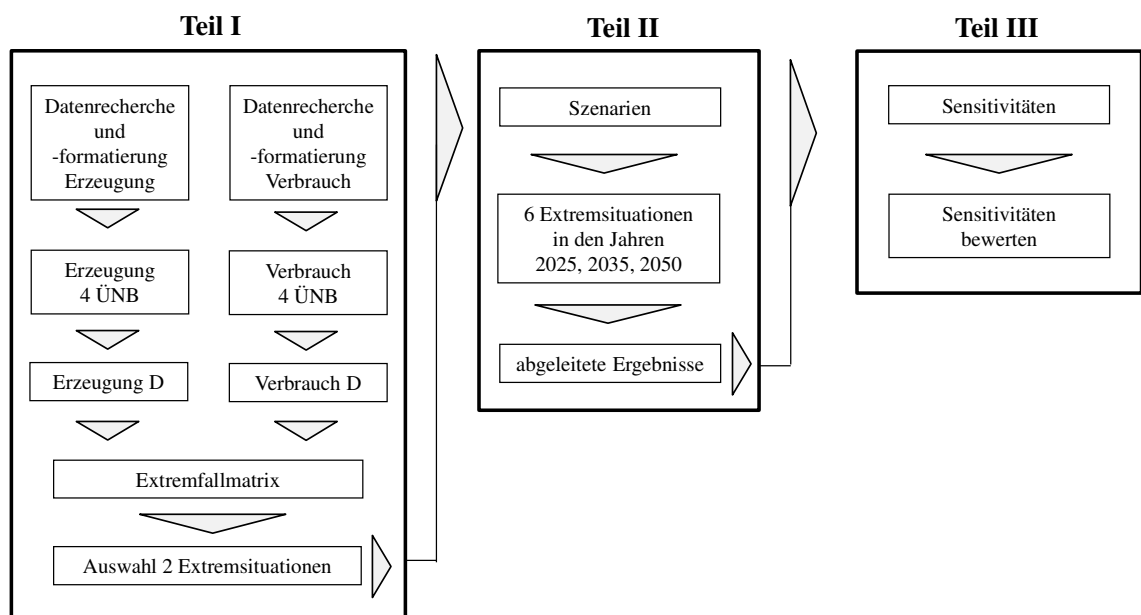 Teil I
Datenrecherche
und
-formatierung
Erzeugung
Datenrecherche
und
-formatierung
Verbrauch
Erzeugung
4 ÜNB
Verbrauch
4 ÜNB
Erzeugung D
Verbrauch D
Extremfallmatrix
Auswahl 2 Extremsituationen
Teil II
Szenarien
6 Extremsituationen
in den Jahren
2025, 2035, 2050
abgeleitete Ergebnisse
Teil III
Sensitivitäten
Sensitivitäten
bewerten